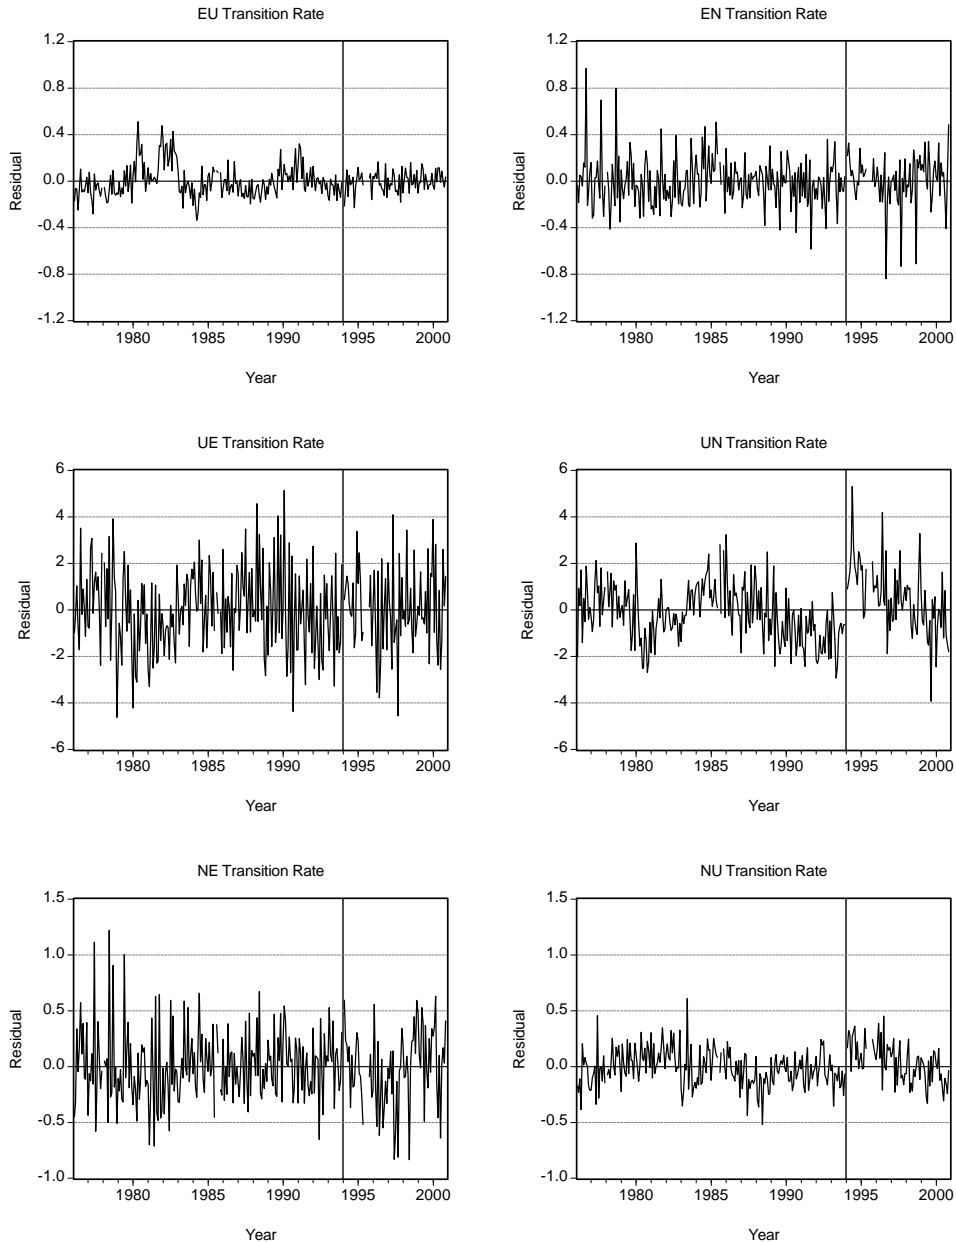 EU Transition Rate
1.2
0.8
0.4
0.0
-0.4
-0.8
-1.2
Residual
1980 1985 1990 1995 2000
Year
EN Transition Rate
1.2
0.8
0.4
0.0
-0.4
-0.8
-1.2
Residual
1980 1985 1990 1995 2000
Year
UE Transition Rate
6
4
2
0
-2
-4
-6
Residual
1980 1985 1990 1995 2000
Year
UN Transition Rate
6
4
2
0
-2
-4
-6
Residual
1980 1985 1990 1995 2000
Year
NE Transition Rate
1.5
1.0
0.5
0.0
-0.5
-1.0
Residual
1980 1985 1990 1995 2000
Year
NU Transition Rate
1.5
1.0
0.5
0.0
-0.5
-1.0
Residual
1980 1985 1990 1995 2000
Year